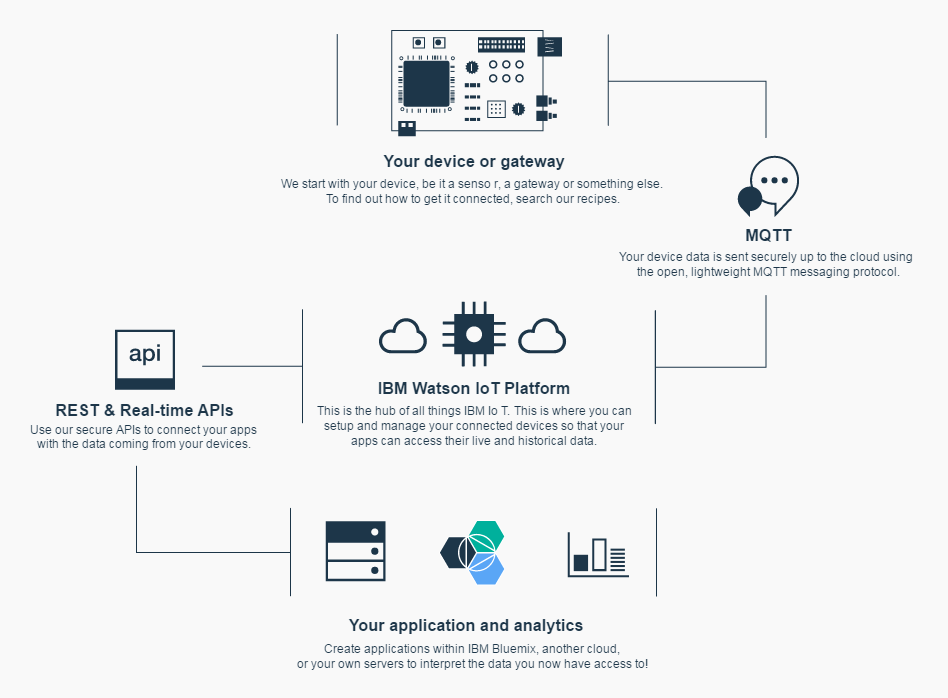 Your device or gateway
We start with your device, be it a senso r, a gateway or something else.
To find out how to get it connected, search our recipes.
MQTT
Your device data is sent securely up to the cloud using
the open, lightweight MQTT messaging protocol.
IBM Watson IoT Platform
This is the hub of all things IBM Io T. This is where you can
setup and manage your connected devices so that your
apps can access their live and historical data.
api
REST & Real-time APIs
Use our secure APIs to connect your apps
with the data coming from your devices.
Your application and analytics
Create applications within IBM Bluemix, another cloud,
or your own servers to interpret the data you now have access to!